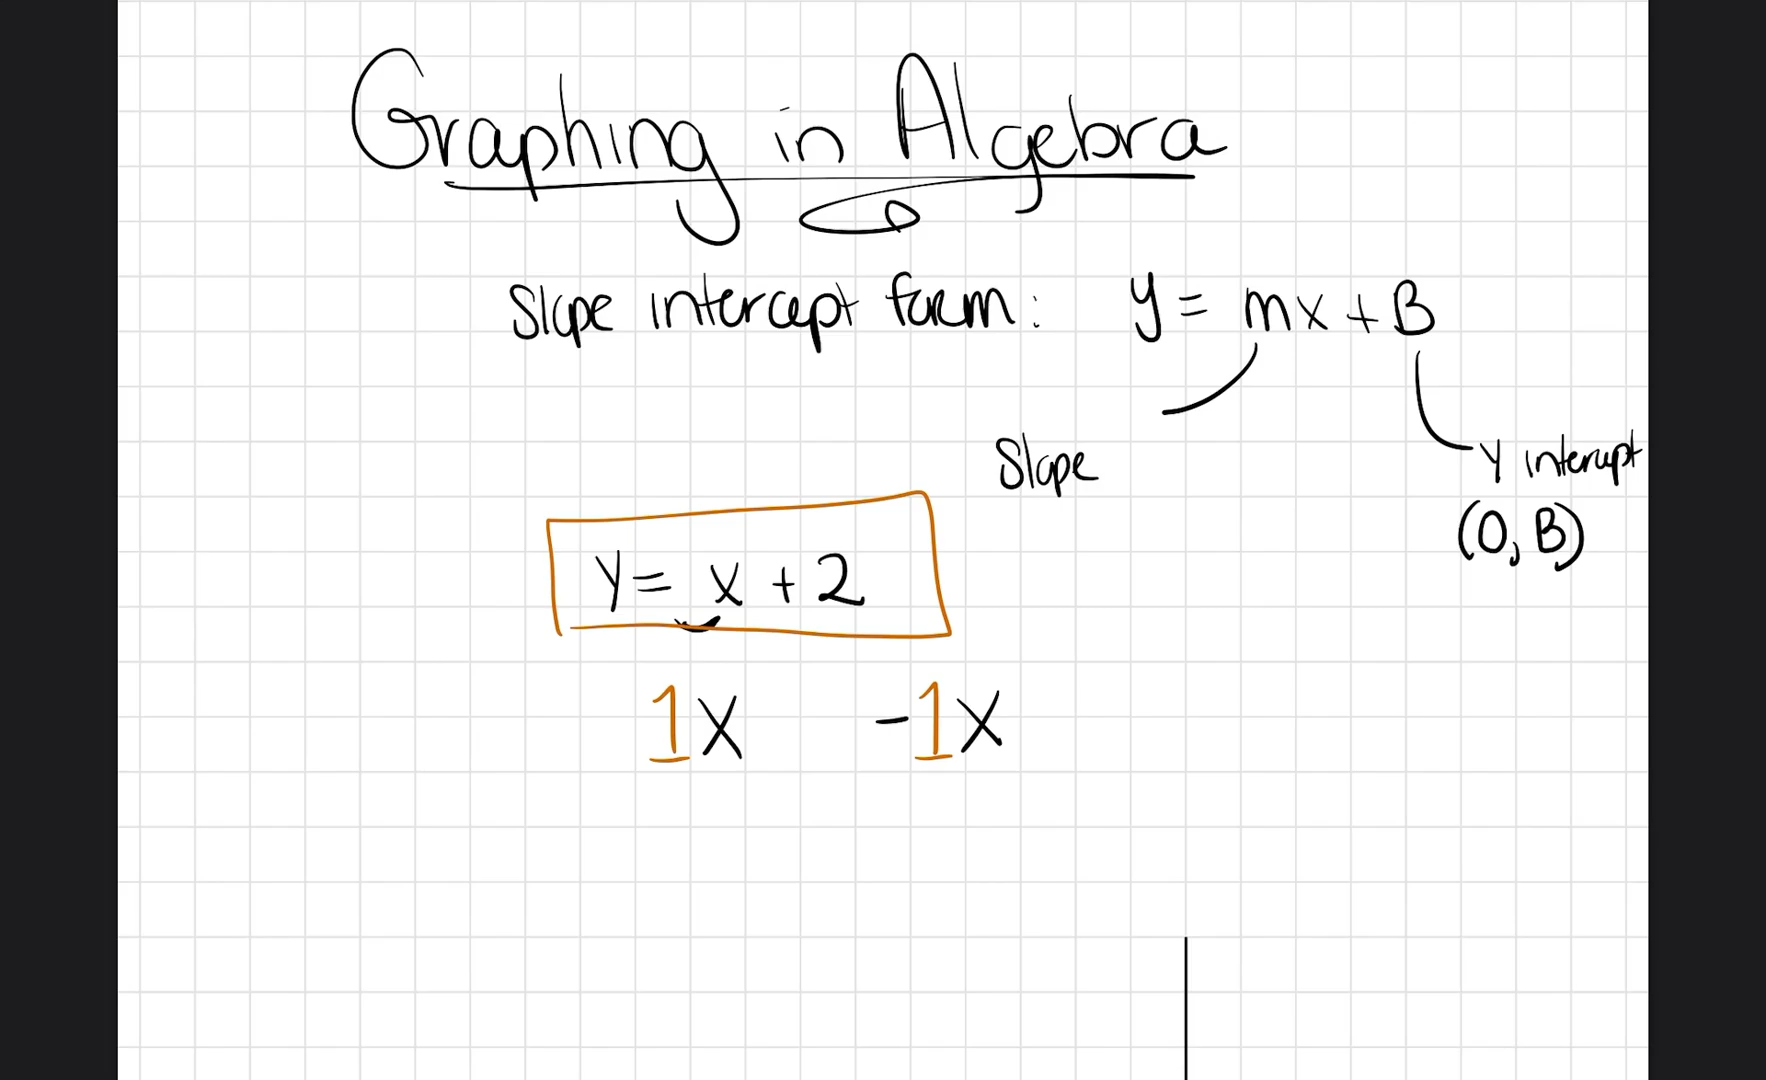 Graphing in Algebra
Slope intercept form: y = mx + B
Slope
Y intercept
(0, B)
y = x + 2
1x -1x